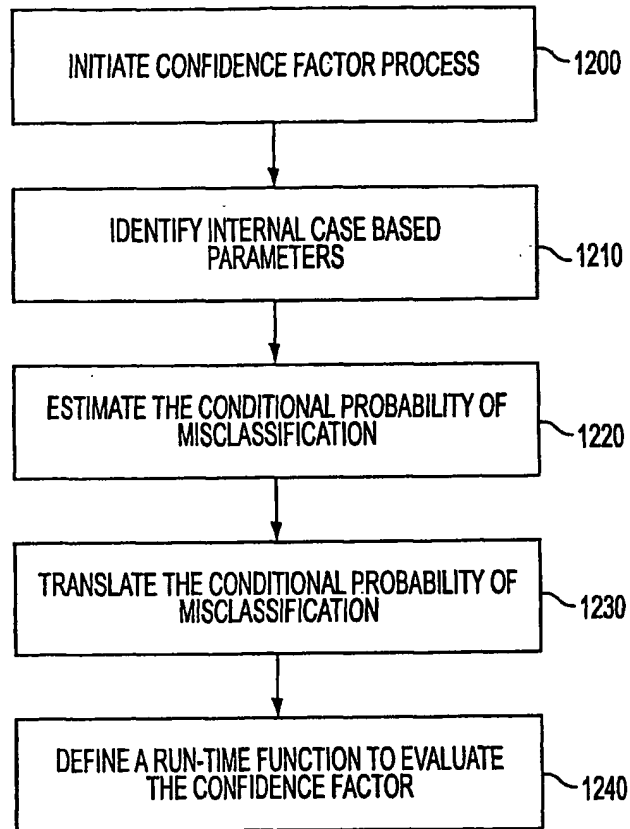 INITIATE CONFIDENCE FACTOR PROCESS
1200
IDENTIFY INTERNAL CASE BASED
PARAMETERS
1210
ESTIMATE THE CONDITIONAL PROBABILITY OF
MISCLASSIFICATION
1220
TRANSLATE THE CONDITIONAL PROBABILITY OF
MISCLASSIFICATION
1230
DEFINE A RUN-TIME FUNCTION TO EVALUATE
THE CONFIDENCE FACTOR
1240